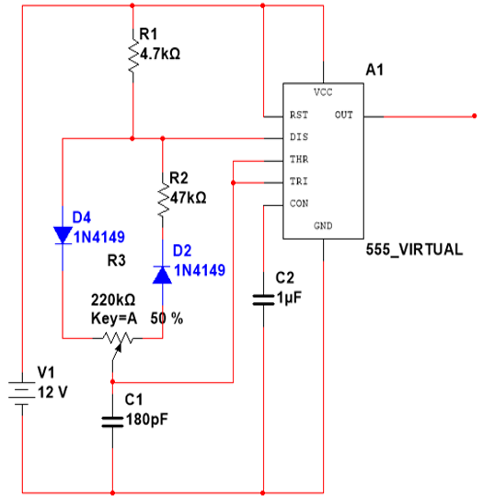 R1
4.7kΩ
A1
VCC
RST
OUT
DIS
THR
TRI
CON
GND
555_VIRTUAL
R2
47kΩ
D4
1N4149
D2
1N4149
R3
220kΩ
Key=A 50 %
C2
1µF
V1
12 V
C1
180pF